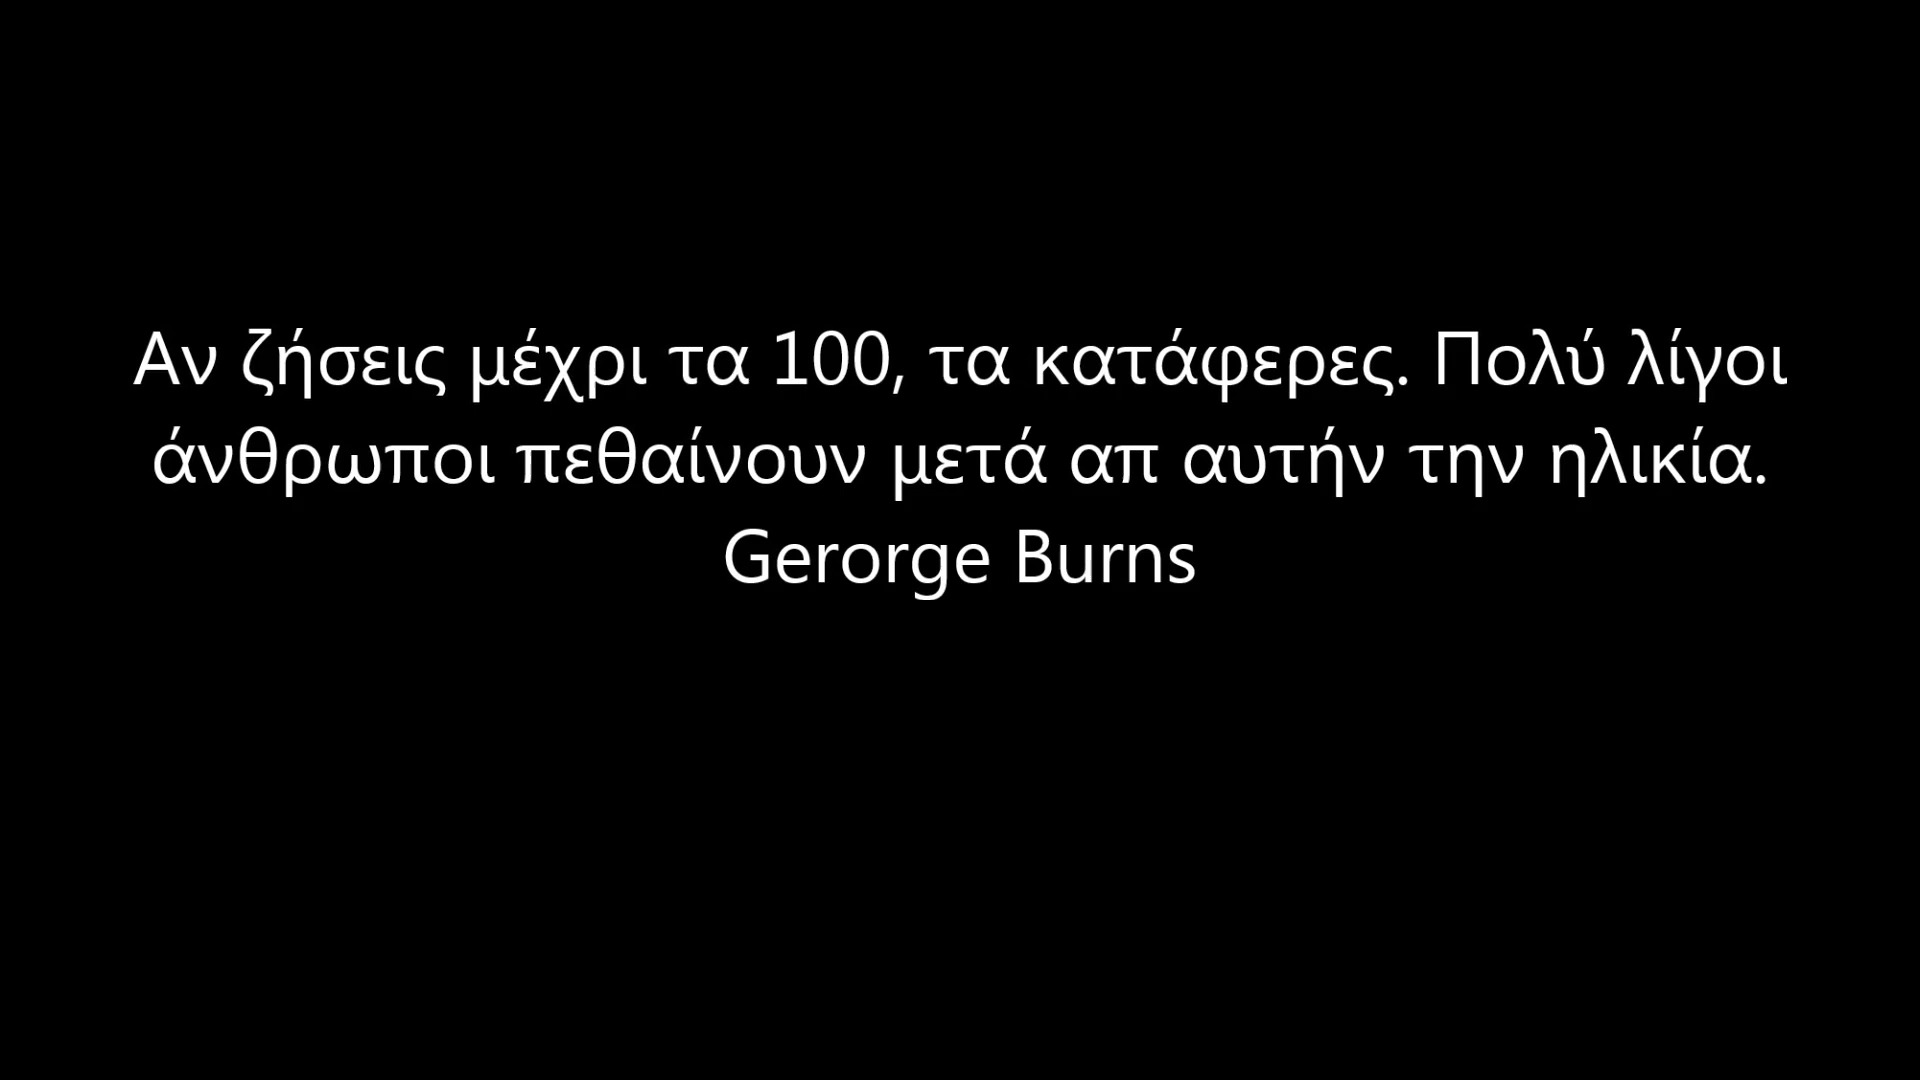 Αν ζήσεις μέχρι τα 100, τα κατάφερες. Πολύ λίγοι
άνθρωποι πεθαίνουν μετά απ αυτήν την ηλικία.
Gerorge Burns